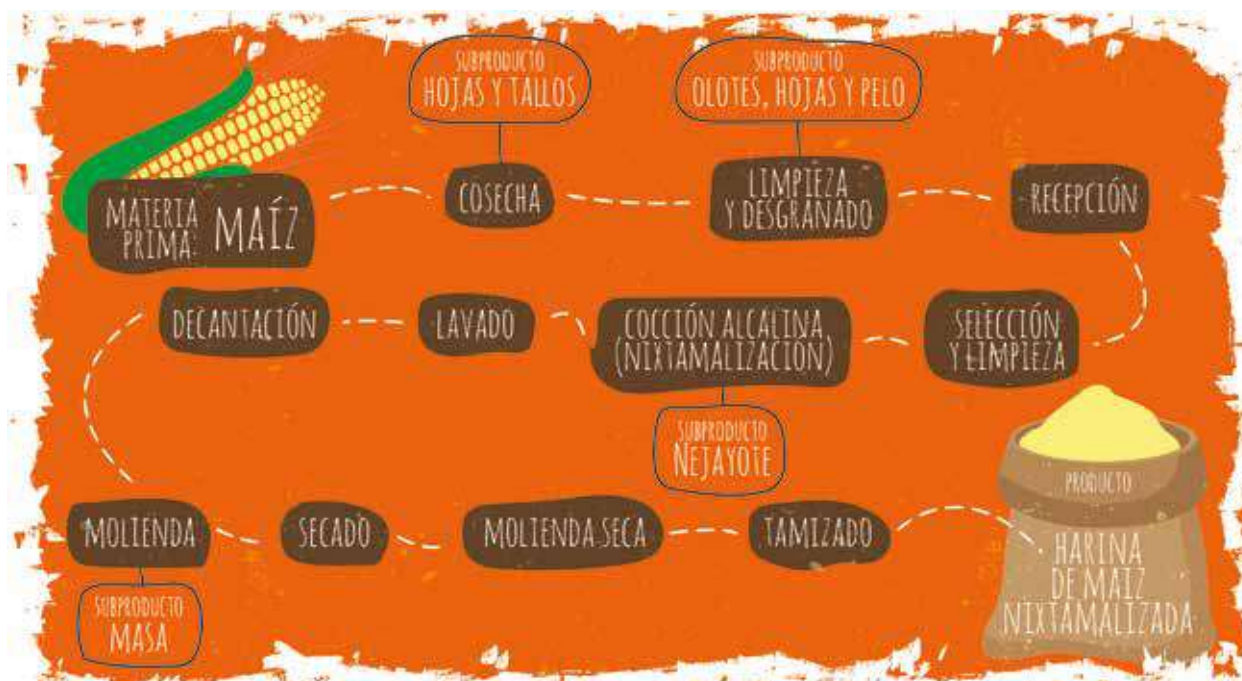 SUBPRODUCTO
HOJAS Y TALLOS
SUBPRODUCTO
OLOTES, HOJAS Y PELO
MATERIA
PRIMA: MAÍZ
COSECHA
LIMPIEZA
Y DESGRANADO
RECEPCIÓN
SELECCIÓN
Y LIMPIEZA
COCCIÓN ALCALINA
(NIXTAMALIZACIÓN)
SUBPRODUCTO
NEJAYOTE
LAVADO
DECANTACIÓN
MOLIENDA
SUBPRODUCTO
MASA
SECADO
MOLIENDA SECA
TAMIZADO
PRODUCTO
HARINA
DE MAÍZ
NIXTAMALIZADA